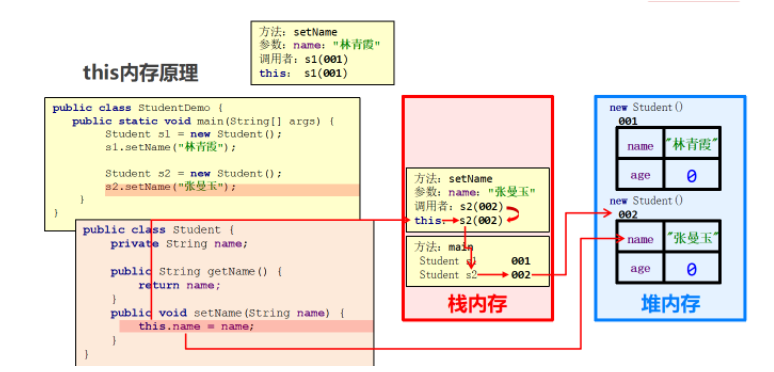 方法: setName
参数: name: "林青霞"
调用者: s1(001)
this: s1(001)
this内存原理
public class StudentDemo {
public static void main(String[] args) {
Student s1 = new Student();
s1.setName("林青霞");
Student s2 = new Student();
s2.setName("张曼玉");
}
}
public class Student {
private String name;
public String getName() {
return name;
}
public void setName(String name) {
this.name = name;
}
}
方法: setName
参数: name: "张曼玉"
调用者: s2(002)
this: s2(002)
方法: main
Student s1 001
Student s2 002
栈内存
new Student()
001
name "林青霞"
age 0
new Student()
002
name "张曼玉"
age 0
堆内存